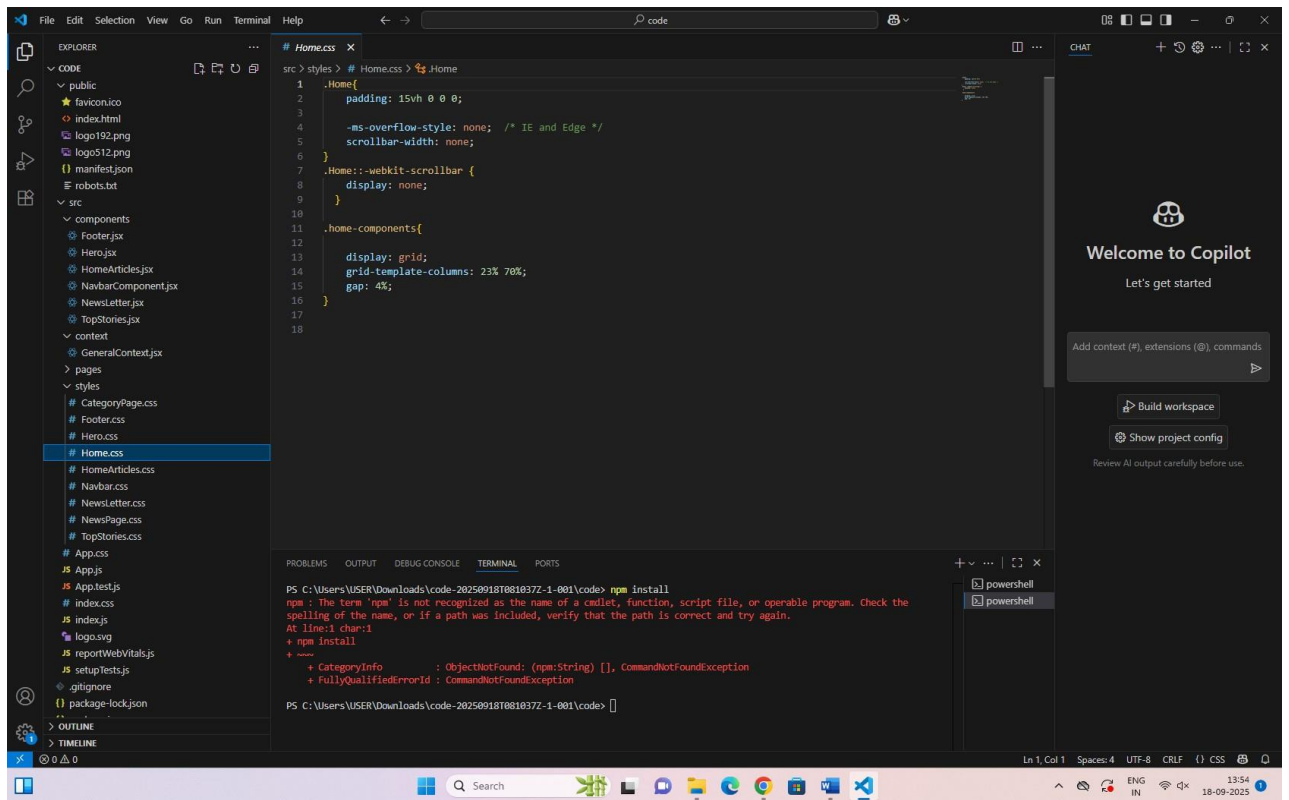 File Edit Selection View Go Run Terminal Help
code
EXPLORER
CODE
public
favicon.ico
index.html
logo192.png
logo512.png
manifest.json
robots.txt
src
components
Footer.jsx
Hero.jsx
HomeArticles.jsx
NavbarComponent.jsx
NewsLetter.jsx
TopStories.jsx
context
GeneralContext.jsx
pages
styles
CategoryPage.css
Footer.css
Hero.css
Home.css
HomeArticles.css
Navbar.css
NewsLetter.css
NewsPage.css
TopStories.css
App.css
App.js
App.test.js
index.css
index.js
logo.svg
reportWebVitals.js
setupTests.js
.gitignore
package-lock.json
OUTLINE
TIMELINE
# Home.css
src > styles > # Home.css > .Home
1 .Home{
2 padding: 15vh 0 0 0;
3
4 -ms-overflow-style: none; /* IE and Edge */
5 scrollbar-width: none;
6 }
7 .Home::-webkit-scrollbar {
8 display: none;
9 }
10
11 .home-components{
12
13 display: grid;
14 grid-template-columns: 23% 70%;
15 gap: 4%;
16 }
17
18
PROBLEMS OUTPUT DEBUG CONSOLE TERMINAL PORTS
PS C:\Users\USER\Downloads\code-20250918T081037Z-1-001\code> npm install
npm : The term 'npm' is not recognized as the name of a cmdlet, function, script file, or operable program. Check the
spelling of the name, or if a path was included, verify that the path is correct and try again.
At line:1 char:1
+ npm install
+ ~~~
+ CategoryInfo : ObjectNotFound: (npm:String) [], CommandNotFoundException
+ FullyQualifiedErrorId : CommandNotFoundException
PS C:\Users\USER\Downloads\code-20250918T081037Z-1-001\code>
powershell
powershell
CHAT
Welcome to Copilot
Let's get started
Add context (#), extensions (@), commands
Build workspace
Show project config
Review AI output carefully before use.
0 0
Ln 1, Col 1 Spaces: 4 UTF-8 CRLF {} CSS
Search
ENG
IN
13:54
18-09-2025
1